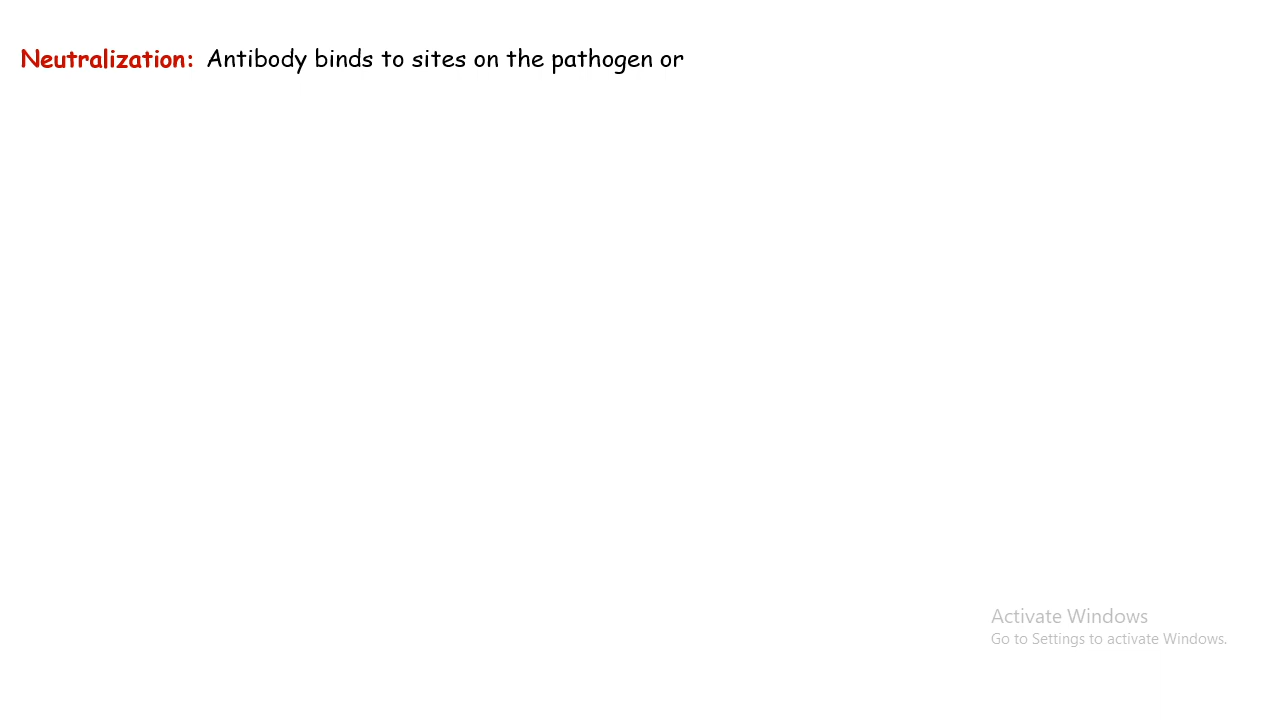 Neutralization: Antibody binds to sites on the pathogen or
Activate Windows
Go to Settings to activate Windows.